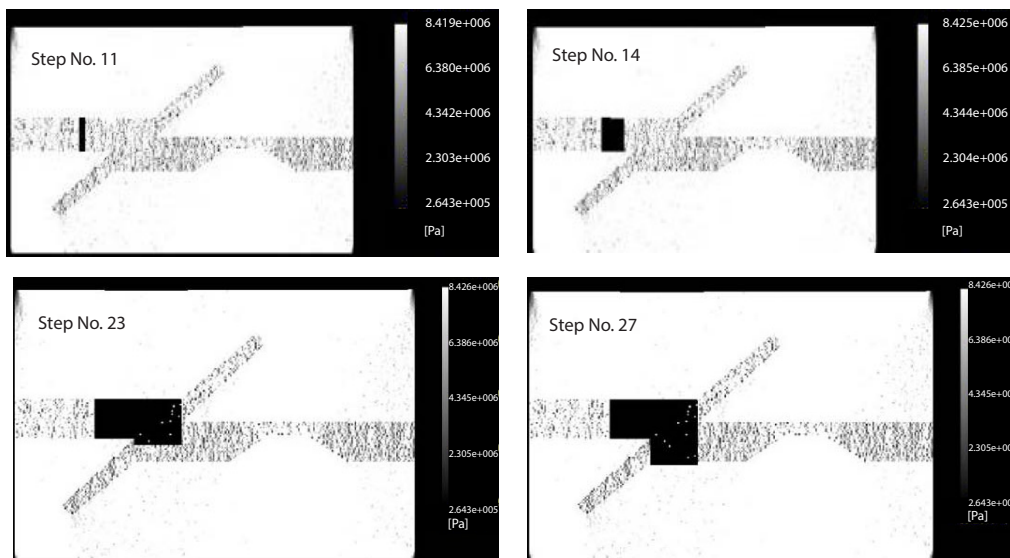 Step No. 11
8.419e+006
6.380e+006
4.342e+006
2.303e+006
2.643e+005
[Pa]
Step No. 14
8.425e+006
6.385e+006
4.344e+006
2.304e+006
2.643e+005
[Pa]
Step No. 23
8.426e+006
6.386e+006
4.345e+006
2.305e+006
2.643e+005
[Pa]
Step No. 27
8.426e+00
6.386e+00
4.345e+00
2.305e+00
2.643e+00
[Pa]